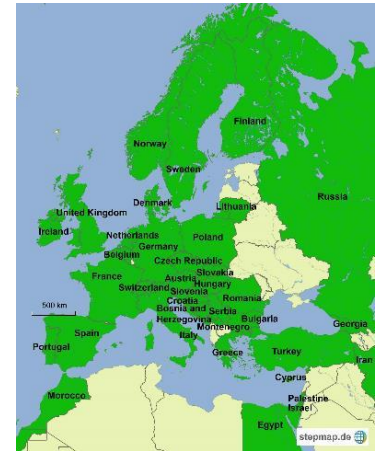 Finland
Norway
Sweden
Denmark
Lithuania
Russia
United Kingdom
Ireland
Netherlands
Germany
Poland
Belgium
Czech Republic
France
Slovakia
Austria
Hungary
Switzerland
Slovenia
Croatia
Romania
Bosnia and
Herzegovina
Serbia
500 km
Montenegro
Bulgaria
Georgia
Spain
Italy
Portugal
Greece
Turkey
Iran
Cyprus
Morocco
Palestine
Israel
Egypt
stepmap.de